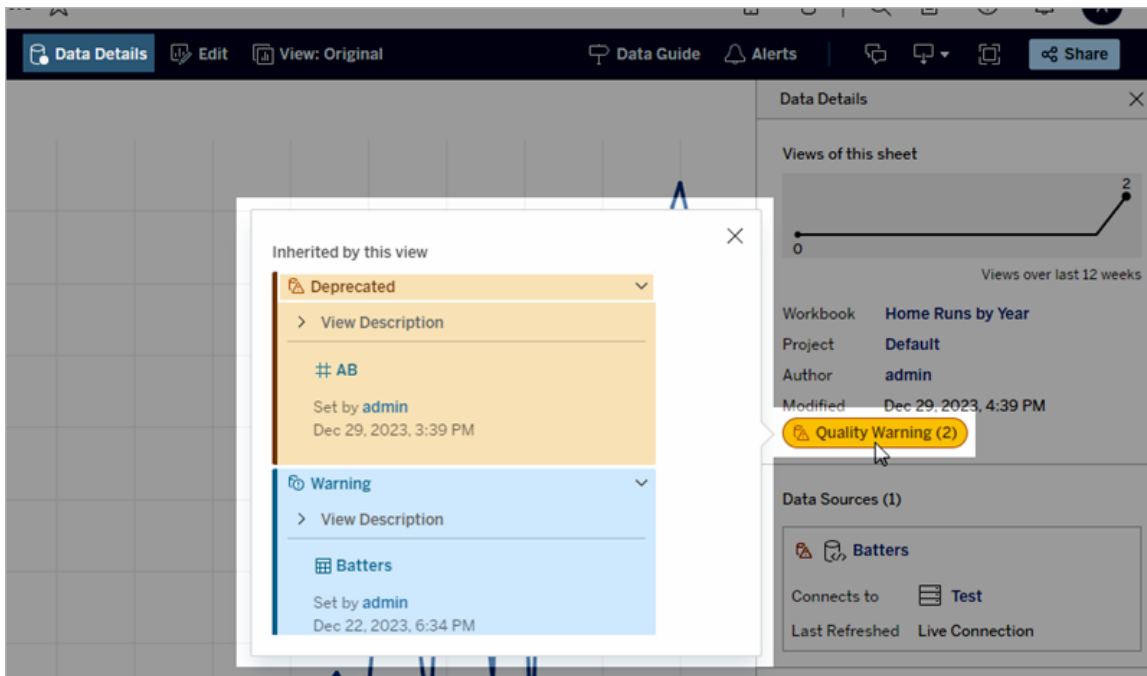 Data Details
Edit
View: Original
Data Guide
Alerts
Share
Data Details
Views of this sheet
2
0
Views over last 12 weeks
Workbook Home Runs by Year
Project Default
Author admin
Modified Dec 29, 2023, 4:39 PM
Quality Warning (2)
Data Sources (1)
Batters
Connects to Test
Last Refreshed Live Connection
Inherited by this view
Deprecated
View Description
AB
Set by admin
Dec 29, 2023, 3:39 PM
Warning
View Description
Batters
Set by admin
Dec 22, 2023, 6:34 PM